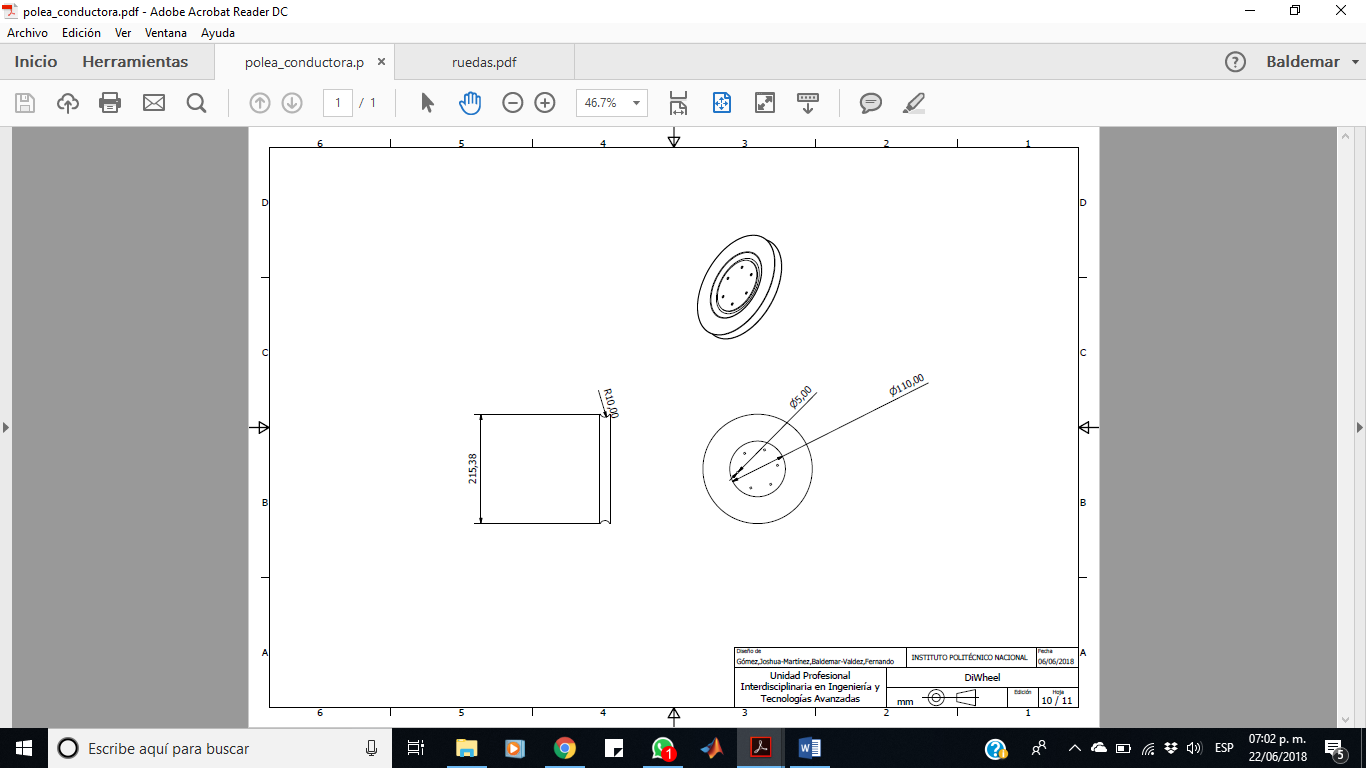 polea_conductora.pdf - Adobe Acrobat Reader DC
Archivo Edición Ver Ventana Ayuda
Inicio Herramientas polea_conductora.p ruedas.pdf Baldemar
1 / 1 46.7%
6 5 4 3 2 1
D D
C C
R10,00
Ø5,00
Ø110,00
215,38
B B
A A
Diseño de
Gómez,Joshua-Martínez,Baldemar-Valdez,Fernando
INSTITUTO POLITÉCNICO NACIONAL
Fecha
06/06/2018
Unidad Profesional
Interdisciplinaria en Ingeniería y
Tecnologías Avanzadas
DiWheel
mm
Edición
Hoja
10 / 11
6 5 4 3 2 1
Escribe aquí para buscar
1
ESP
07:02 p. m.
22/06/2018
5